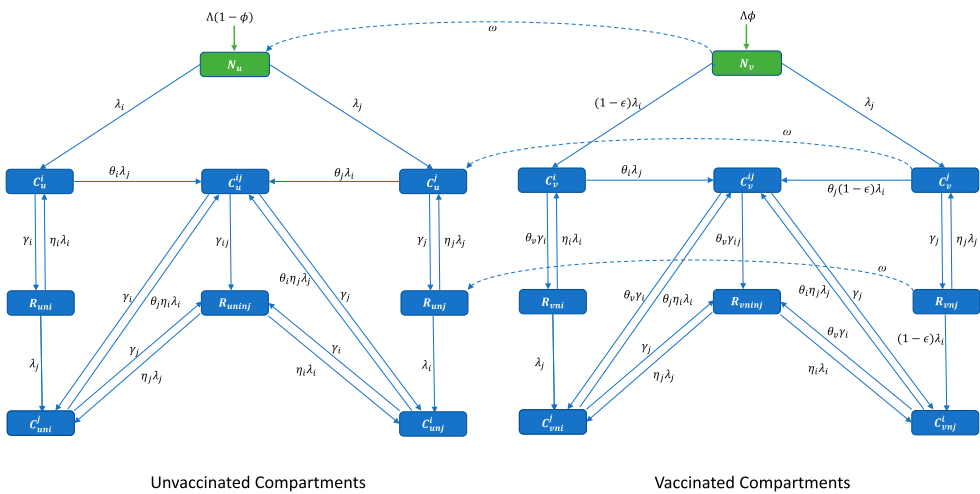 Λ(1 − ϕ)
Λϕ
ω
N_u
N_v
λ_i
λ_j
(1 − ϵ)λ_i
λ_j
ω
C_u^i
θ_iλ_j
C_u^{ij}
θ_jλ_i
C_u^j
C_v^i
θ_iλ_j
C_v^{ij}
θ_j(1 − ϵ)λ_i
C_v^j
γ_i
η_iλ_i
γ_{ij}
γ_j
η_jλ_j
θ_vγ_i
η_iλ_i
θ_vγ_{ij}
γ_j
η_jλ_j
ω
R_{uni}
γ_i
θ_jη_iλ_i
R_{uninj}
θ_iη_jλ_j
γ_j
R_{unj}
R_{vni}
θ_vγ_i
θ_jη_iλ_i
R_{vninj}
θ_iη_jλ_j
γ_j
R_{vnj}
λ_j
γ_j
η_jλ_j
γ_i
η_iλ_i
λ_i
λ_j
γ_j
η_jλ_j
θ_vγ_i
η_iλ_i
(1 − ϵ)λ_i
C_{uni}^j
C_{unj}^i
C_{vni}^j
C_{vnj}^i
Unvaccinated Compartments
Vaccinated Compartments